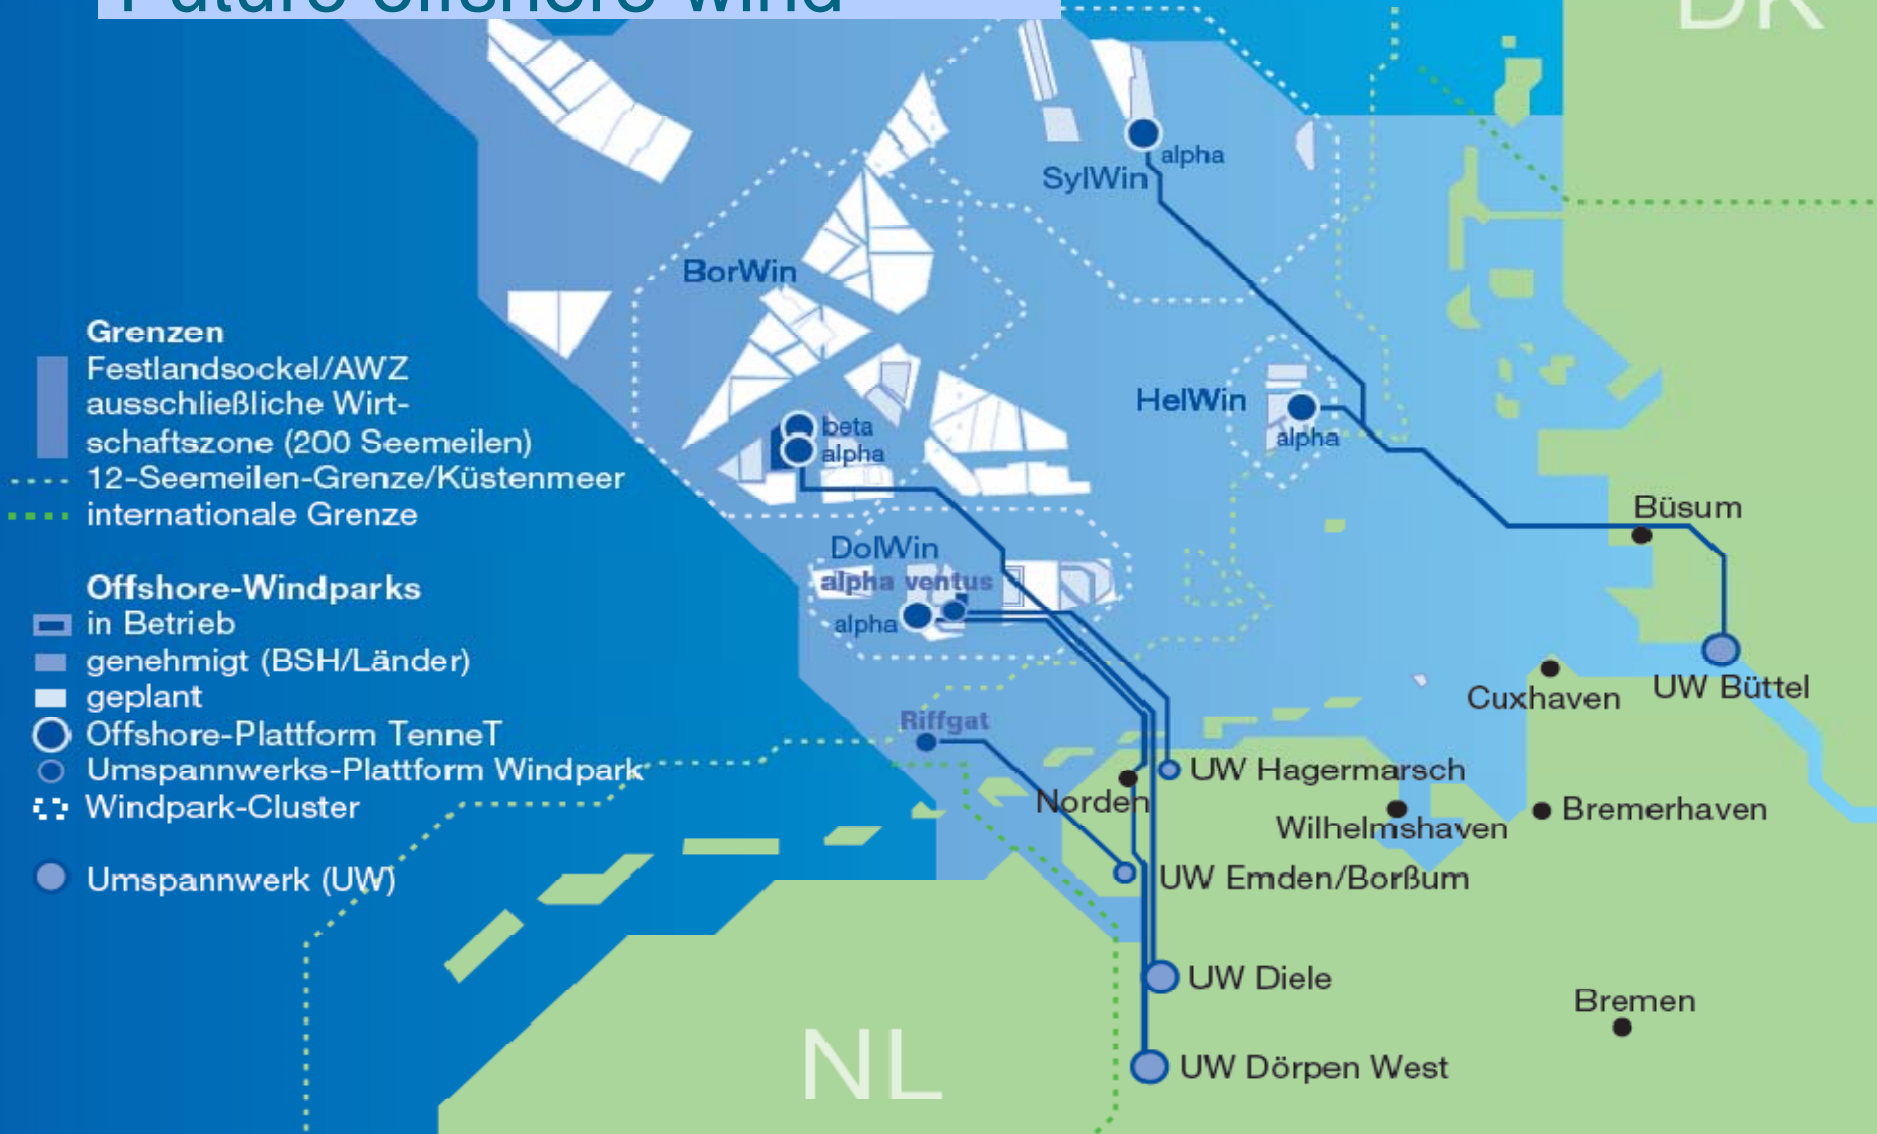 Future offshore wind
DK
alpha
SylWin
BorWin
Grenzen
Festlandsockel/AWZ
ausschließliche Wirt-
schaftszone (200 Seemeilen)
12-Seemeilen-Grenze/Küstenmeer
internationale Grenze
HelWin
alpha
beta
alpha
Büsum
DolWin
alpha ventus
alpha
Offshore-Windparks
in Betrieb
genehmigt (BSH/Länder)
geplant
Offshore-Plattform TenneT
Umspannwerks-Plattform Windpark
Windpark-Cluster
Umspannwerk (UW)
Cuxhaven
UW Büttel
Riffgat
UW Hagermarsch
Norden
Wilhelmshaven
Bremerhaven
UW Emden/Borßum
UW Diele
Bremen
NL
UW Dörpen West